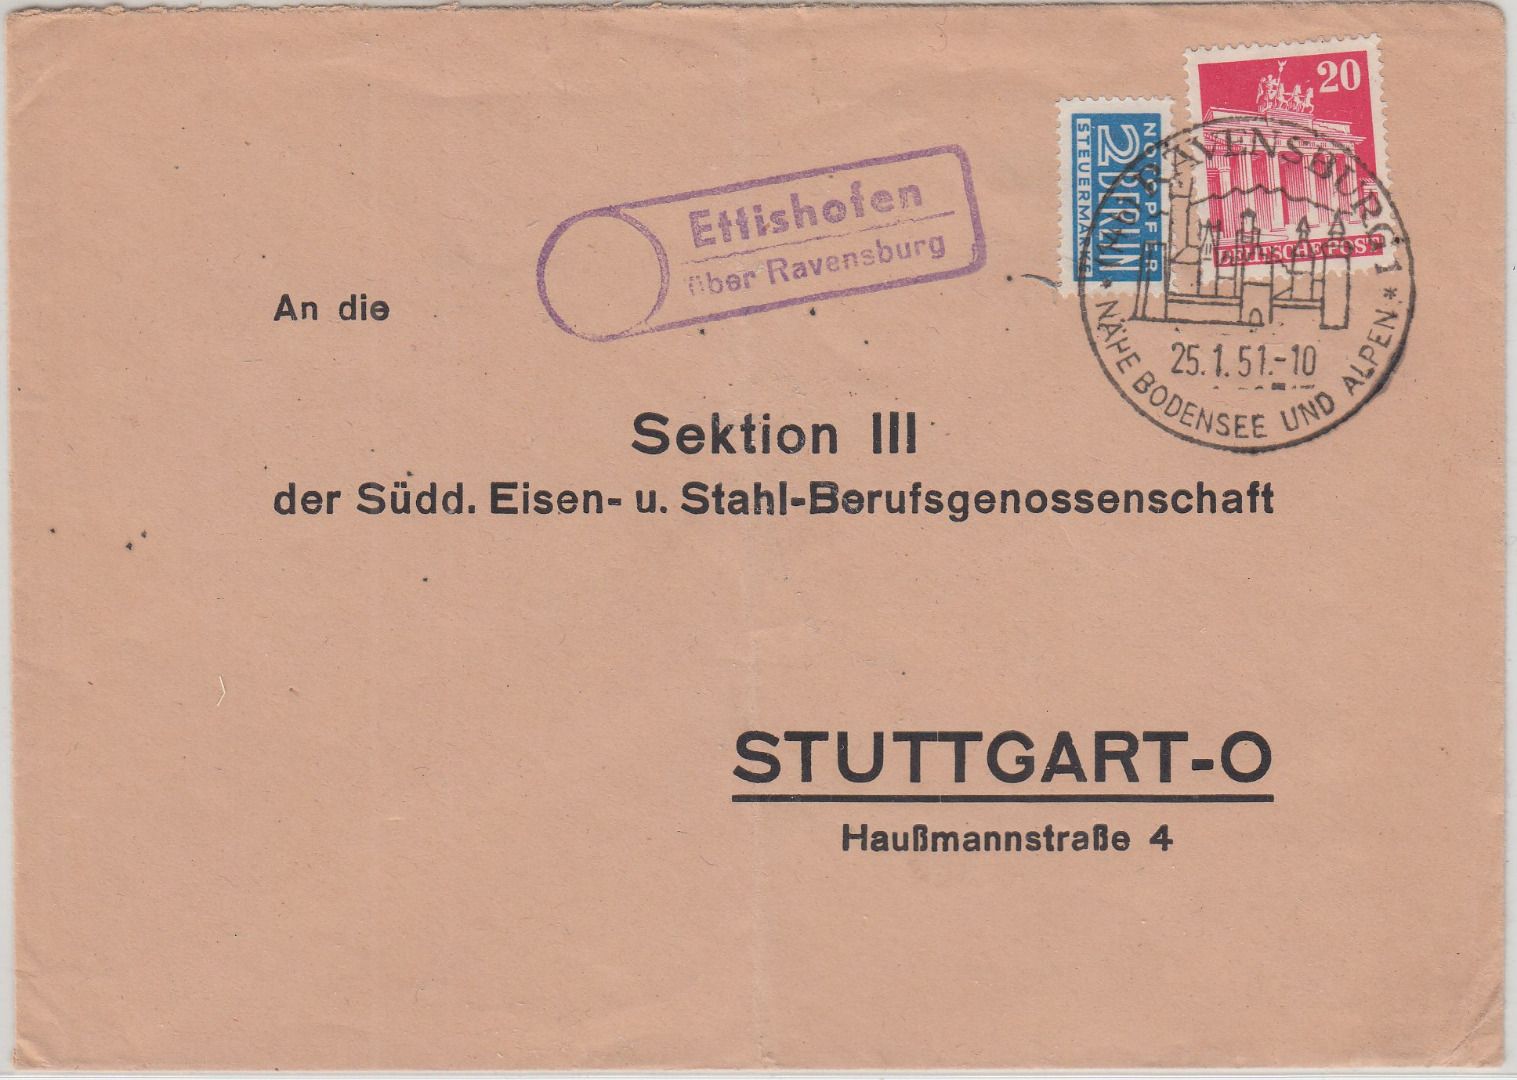 Ettishofen
über Ravensburg
NOTOPFER
2 BERLIN
STEUERMARKE
20
DEUTSCHE POST
(14b) RAVENSBURG 1
25.1.51.-10
* NÄHE BODENSEE UND ALPEN *
An die
Sektion III
der Südd. Eisen- u. Stahl-Berufsgenossenschaft
STUTTGART-O
Haußmannstraße 4